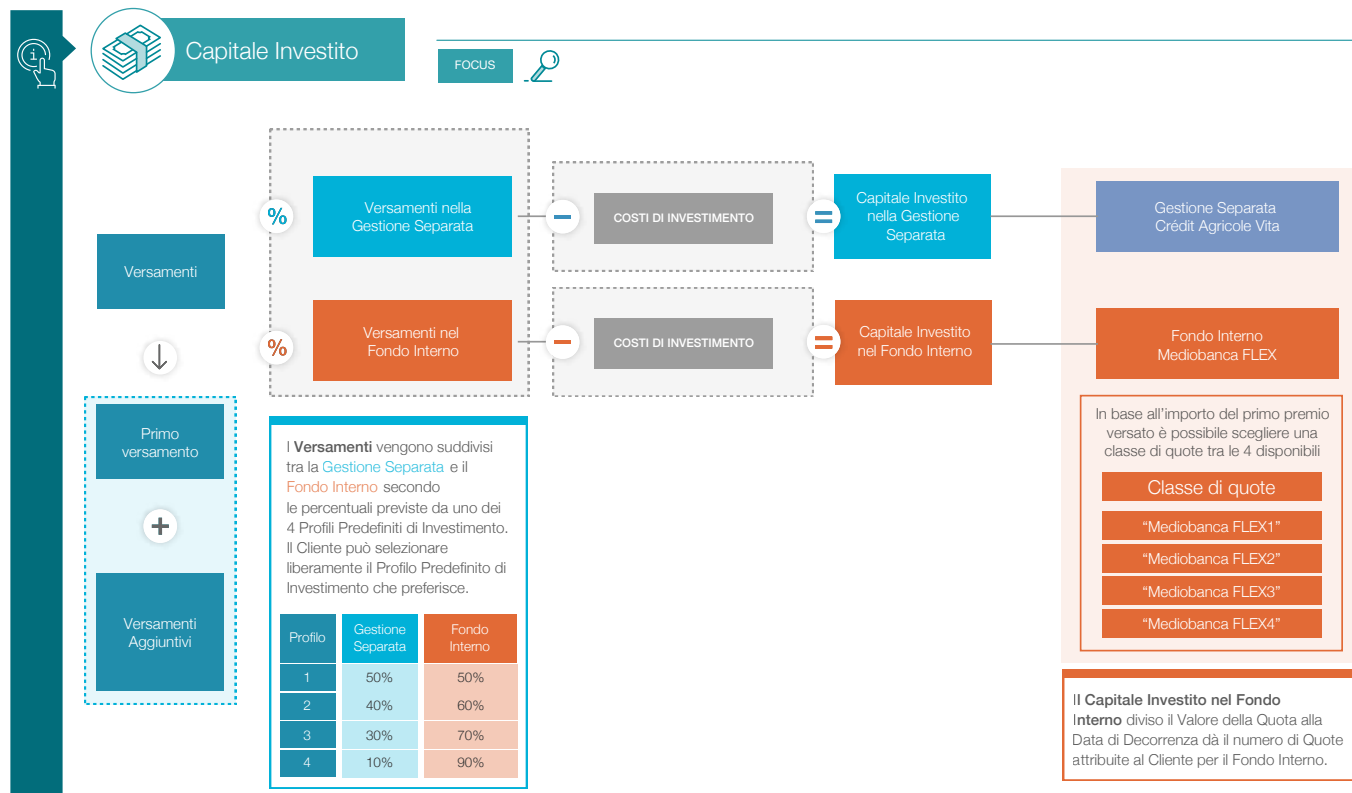 Capitale Investito
FOCUS
Versamenti
Primo
versamento
+
Versamenti
Aggiuntivi
%
Versamenti nella
Gestione Separata
–
COSTI DI INVESTIMENTO
=
Capitale Investito
nella Gestione
Separata
Gestione Separata
Crédit Agricole Vita
%
Versamenti nel
Fondo Interno
–
COSTI DI INVESTIMENTO
=
Capitale Investito
nel Fondo Interno
Fondo Interno
Mediobanca FLEX
I Versamenti vengono suddivisi
tra la Gestione Separata e il
Fondo Interno secondo
le percentuali previste da uno dei
4 Profili Predefiniti di Investimento.
Il Cliente può selezionare
liberamente il Profilo Predefinito di
Investimento che preferisce.
Profilo Gestione Separata Fondo Interno
1 50% 50%
2 40% 60%
3 30% 70%
4 10% 90%
In base all'importo del primo premio
versato è possibile scegliere una
classe di quote tra le 4 disponibili
Classe di quote
"Mediobanca FLEX1"
"Mediobanca FLEX2"
"Mediobanca FLEX3"
"Mediobanca FLEX4"
Il Capitale Investito nel Fondo
Interno diviso il Valore della Quota alla
Data di Decorrenza dà il numero di Quote
attribuite al Cliente per il Fondo Interno.